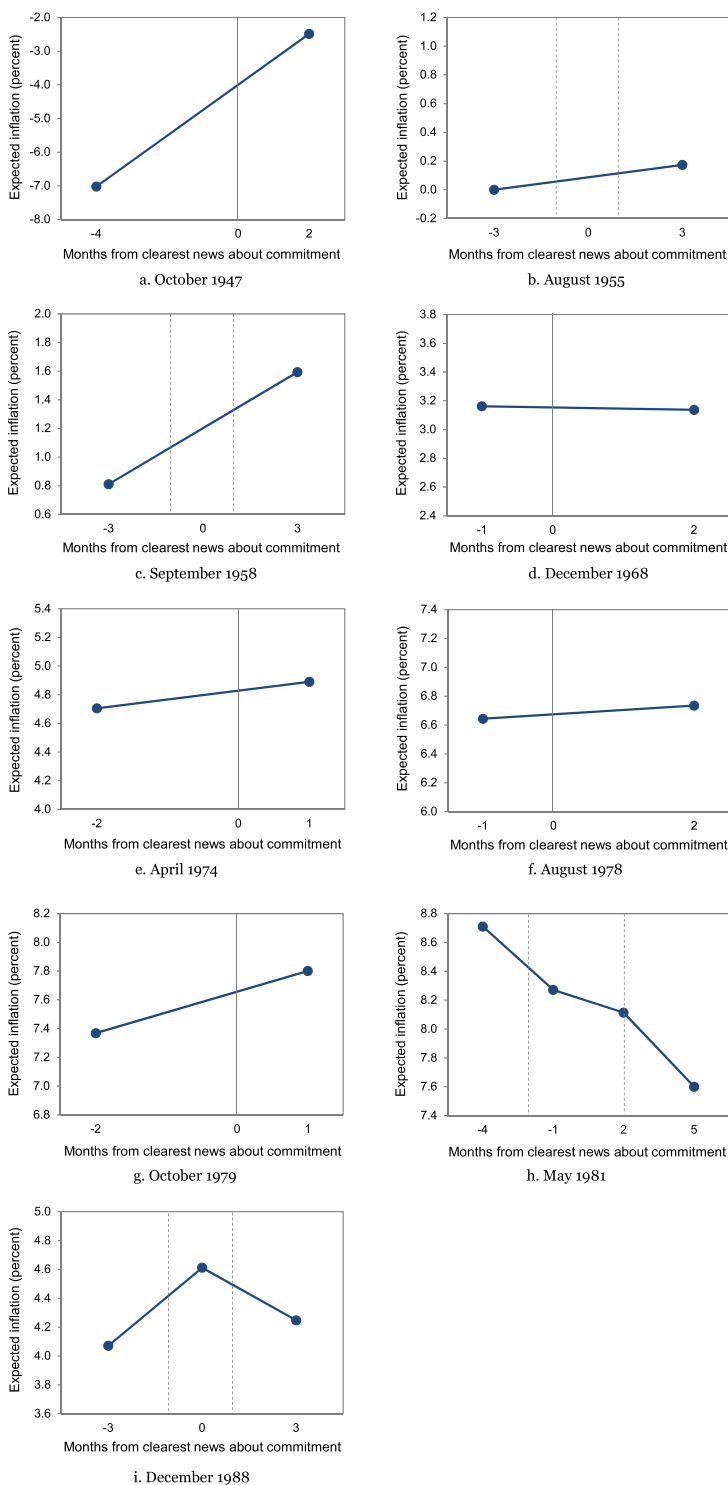 Expected inflation (percent)
-2.0
-3.0
-4.0
-5.0
-6.0
-7.0
-8.0
-4 0 2
Months from clearest news about commitment
a. October 1947
Expected inflation (percent)
1.2
1.0
0.8
0.6
0.4
0.2
0.0
-0.2
-3 0 3
Months from clearest news about commitment
b. August 1955
Expected inflation (percent)
2.0
1.8
1.6
1.4
1.2
1.0
0.8
0.6
-3 0 3
Months from clearest news about commitment
c. September 1958
Expected inflation (percent)
3.8
3.6
3.4
3.2
3.0
2.8
2.6
2.4
-1 0 2
Months from clearest news about commitment
d. December 1968
Expected inflation (percent)
5.4
5.2
5.0
4.8
4.6
4.4
4.2
4.0
-2 0 1
Months from clearest news about commitment
e. April 1974
Expected inflation (percent)
7.4
7.2
7.0
6.8
6.6
6.4
6.2
6.0
-1 0 2
Months from clearest news about commitment
f. August 1978
Expected inflation (percent)
8.2
8.0
7.8
7.6
7.4
7.2
7.0
6.8
-2 0 1
Months from clearest news about commitment
g. October 1979
Expected inflation (percent)
8.8
8.6
8.4
8.2
8.0
7.8
7.6
7.4
-4 -1 2 5
Months from clearest news about commitment
h. May 1981
Expected inflation (percent)
5.0
4.8
4.6
4.4
4.2
4.0
3.8
3.6
-3 0 3
Months from clearest news about commitment
i. December 1988